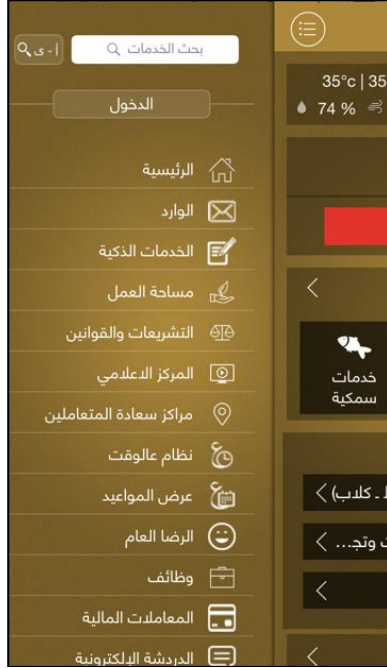 بحث الخدمات
أ - ى
الدخول
الرئيسية
الوارد
الخدمات الذكية
مساحة العمل
التشريعات والقوانين
المركز الاعلامي
مراكز سعادة المتعاملين
نظام عالوقت
عرض المواعيد
الرضا العام
وظائف
المعاملات المالية
الدردشة الإلكترونية
35°c | 35
74 %
خدمات
سمكية
ـ كلاب)
وتج...